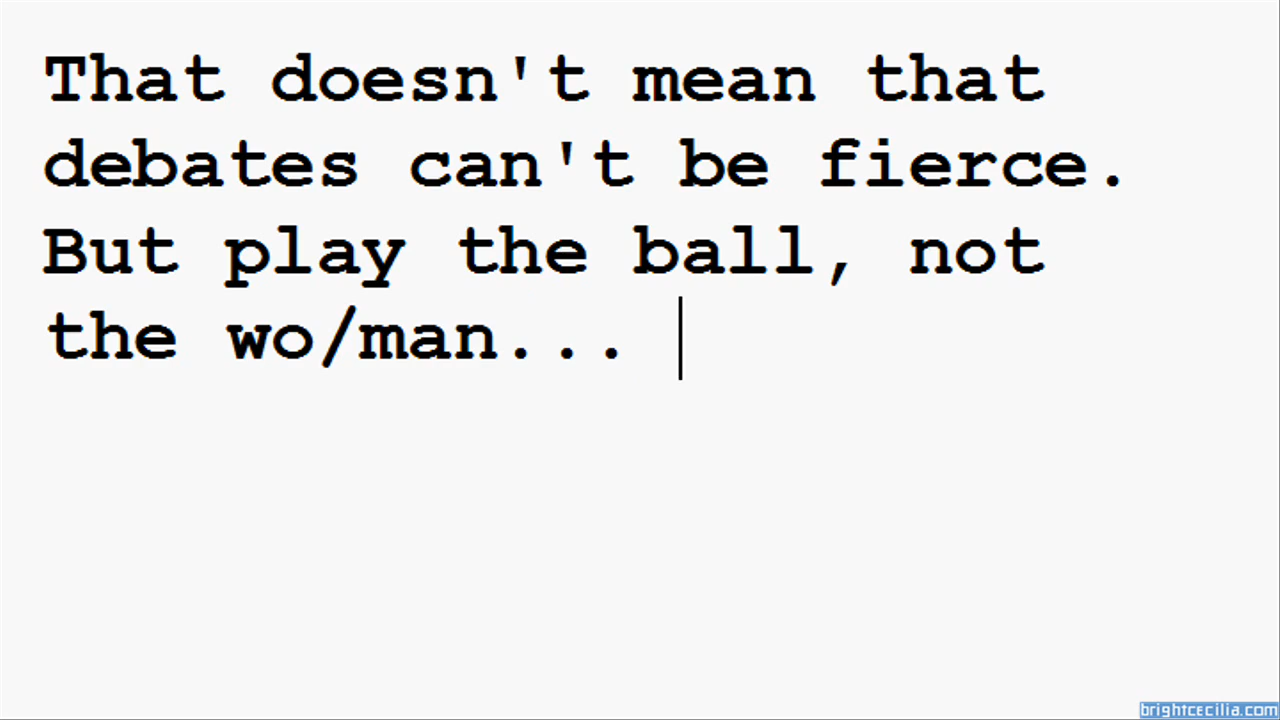 That doesn't mean that
debates can't be fierce.
But play the ball, not
the wo/man...
brightcecilia.com